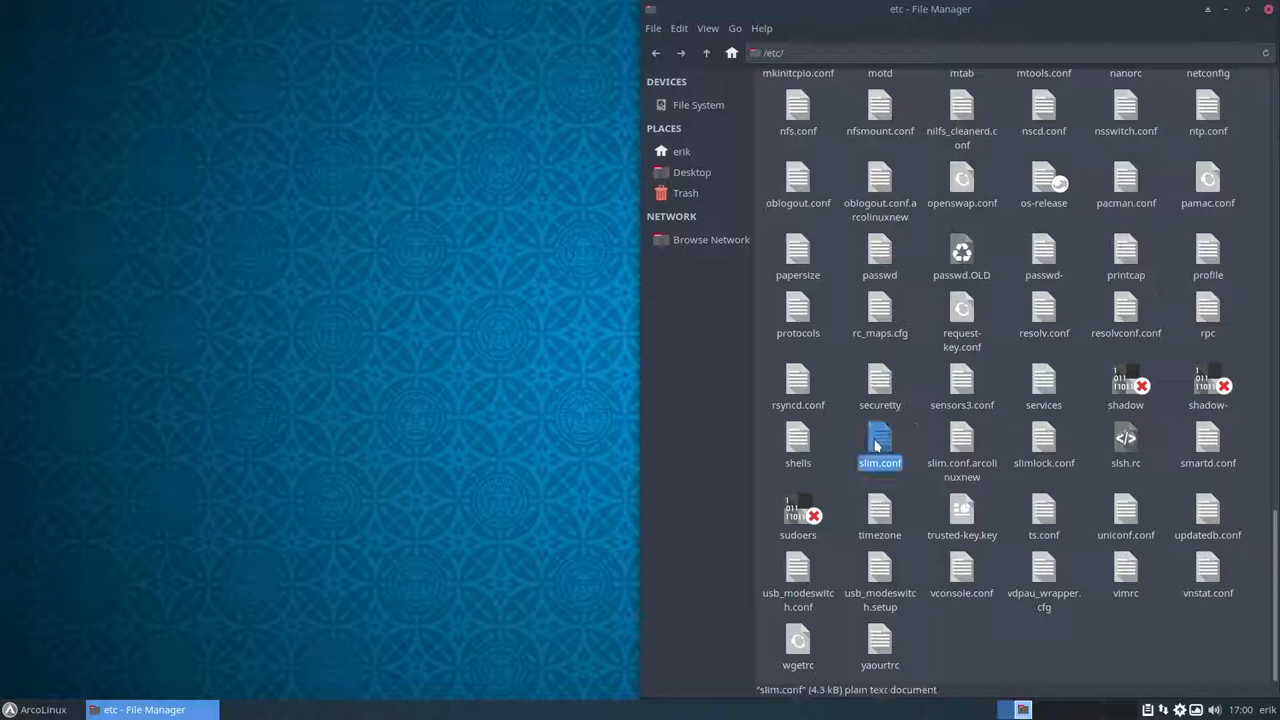 etc - File Manager
File Edit View Go Help
/etc/
DEVICES
File System
PLACES
erik
Desktop
Trash
NETWORK
Browse Network
mkinitcpio.conf motd mtab mtools.conf nanorc netconfig
nfs.conf nfsmount.conf nilfs_cleanerd.c nscd.conf nsswitch.conf ntp.conf
onf
oblogout.conf oblogout.conf.a openswap.conf os-release pacman.conf pamac.conf
rcolinuxnew
papersize passwd passwd.OLD passwd- printcap profile
protocols rc_maps.cfg request- resolv.conf resolvconf.conf rpc
key.conf
rsyncd.conf securetty sensors3.conf services shadow shadow-
shells slim.conf slim.conf.arcoli slimlock.conf slsh.rc smartd.conf
nuxnew
sudoers timezone trusted-key.key ts.conf uniconf.conf updatedb.conf
usb_modeswitc usb_modeswitc vconsole.conf vdpau_wrapper. vimrc vnstat.conf
h.conf h.setup cfg
wgetrc yaourtrc
"slim.conf" (4.3 kB) plain text document
ArcoLinux etc - File Manager 17:00 erik